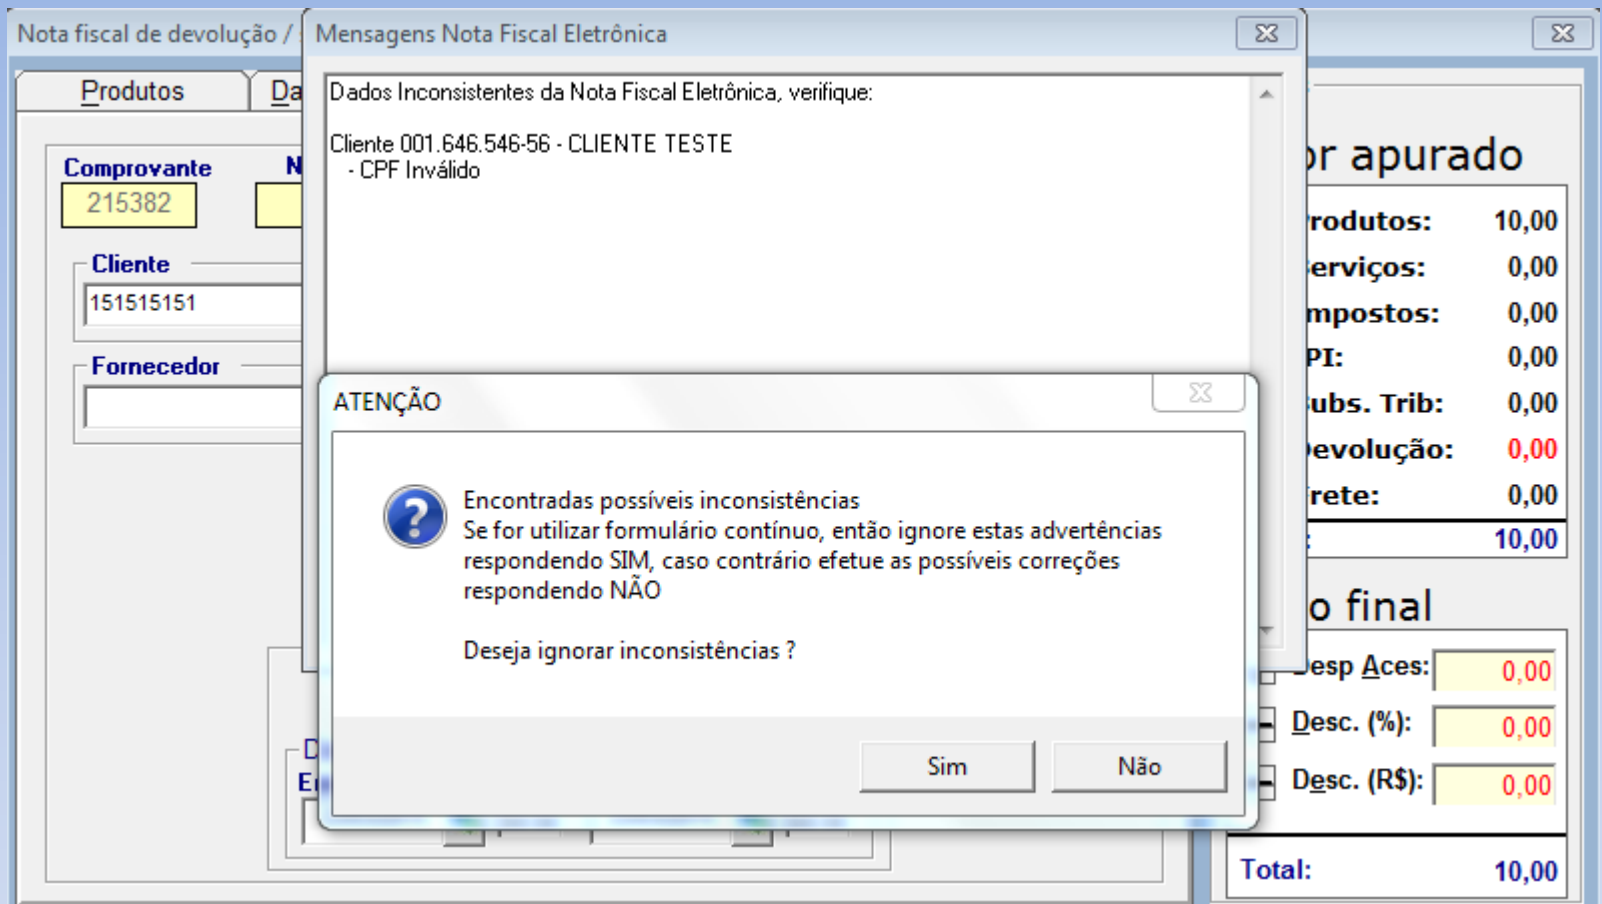 Nota fiscal de devolução /
Mensagens Nota Fiscal Eletrônica
Produtos
Da
Dados Inconsistentes da Nota Fiscal Eletrônica, verifique:
Cliente 001.646.546-56 - CLIENTE TESTE
- CPF Inválido
Comprovante
N
215382
Cliente
151515151
Fornecedor
ATENÇÃO
Encontradas possíveis inconsistências
Se for utilizar formulário contínuo, então ignore estas advertências
respondendo SIM, caso contrário efetue as possíveis correções
respondendo NÃO
Deseja ignorar inconsistências ?
Sim
Não
or apurado
rodutos: 10,00
erviços: 0,00
mpostos: 0,00
PI: 0,00
ubs. Trib: 0,00
evolução: 0,00
rete: 0,00
: 10,00
o final
esp Aces: 0,00
Desc. (%): 0,00
Desc. (R$): 0,00
Total: 10,00